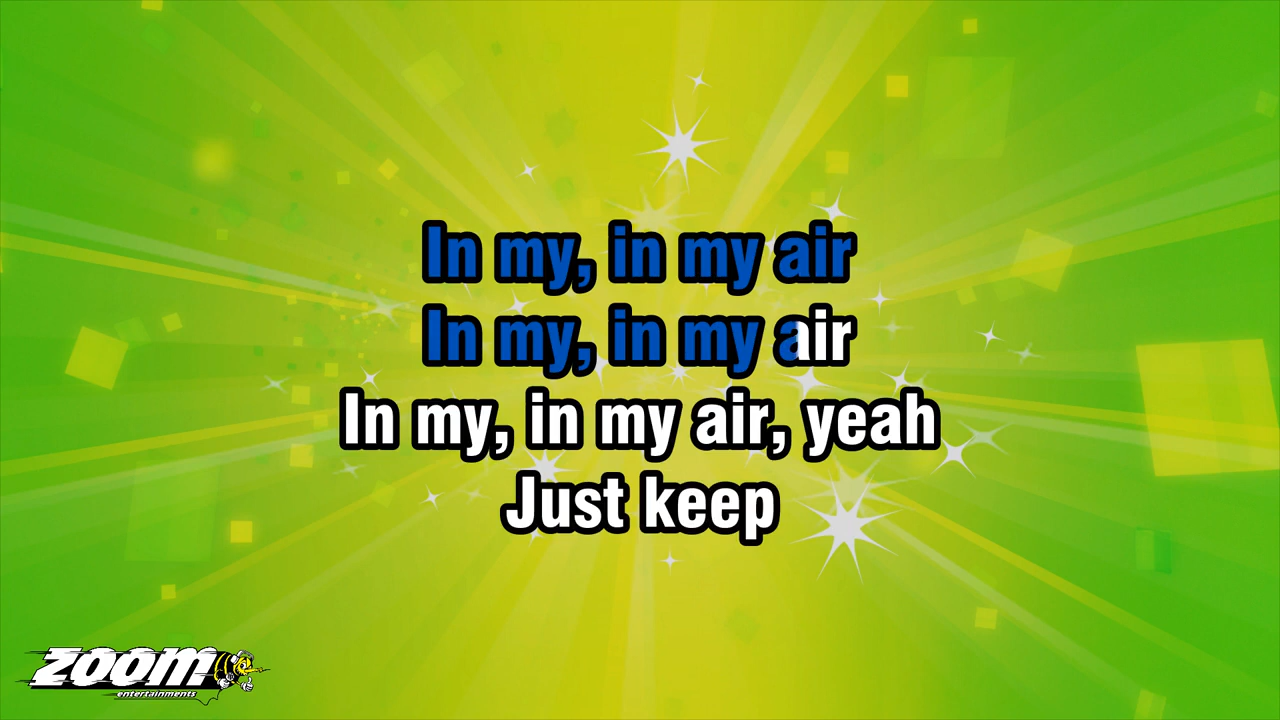 In my, in my air
In my, in my air
In my, in my air, yeah
Just keep
ZOOM
entertainments